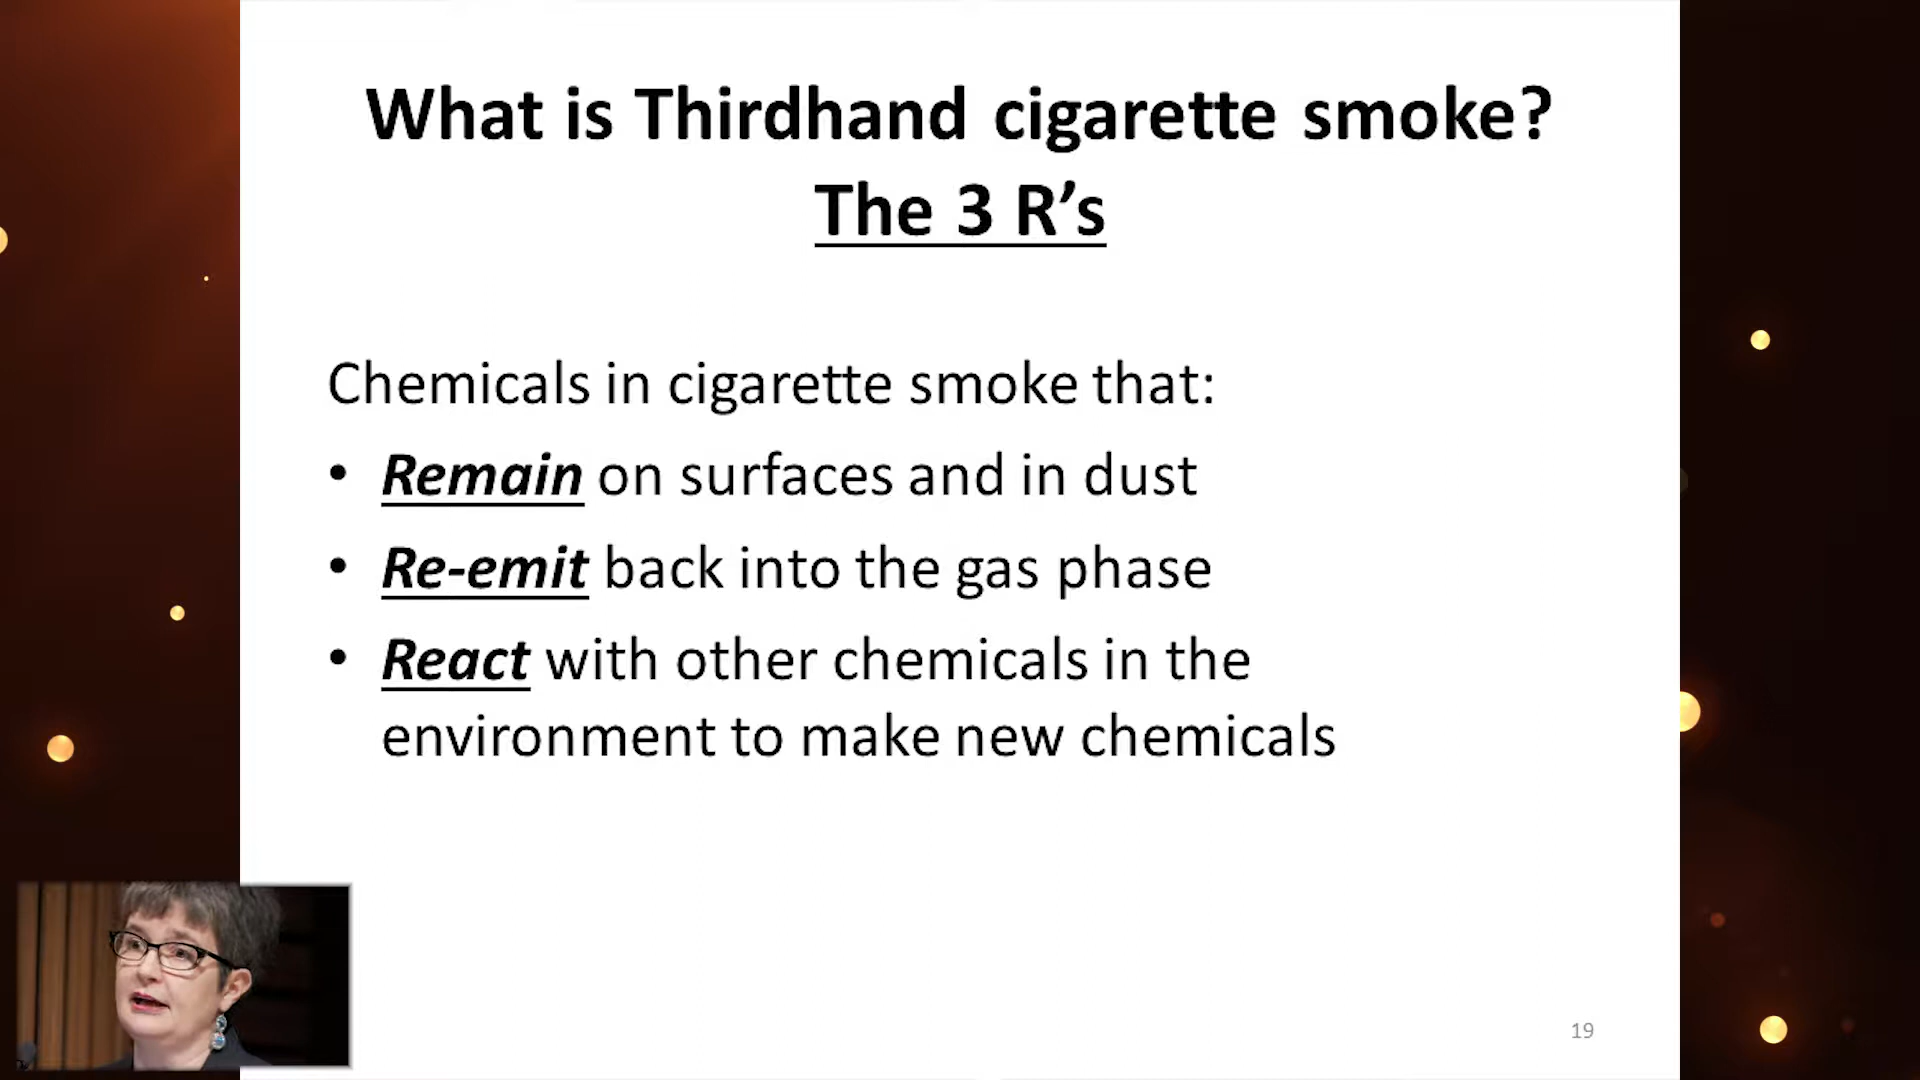 What is Thirdhand cigarette smoke?
The 3 R’s
Chemicals in cigarette smoke that:
• Remain on surfaces and in dust
• Re-emit back into the gas phase
• React with other chemicals in the
environment to make new chemicals
19